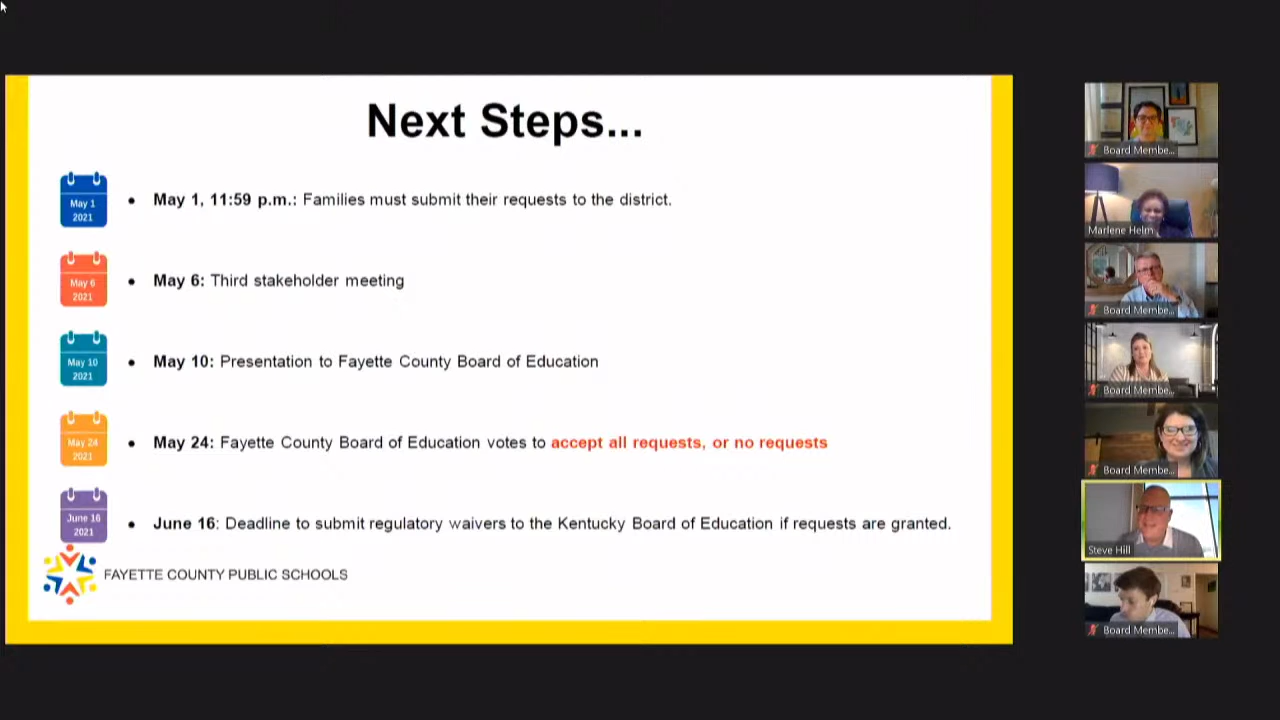 Next Steps...
May 1
2021
• May 1, 11:59 p.m.: Families must submit their requests to the district.
May 6
2021
• May 6: Third stakeholder meeting
May 10
2021
• May 10: Presentation to Fayette County Board of Education
May 24
2021
• May 24: Fayette County Board of Education votes to accept all requests, or no requests
June 16
2021
• June 16: Deadline to submit regulatory waivers to the Kentucky Board of Education if requests are granted.
FAYETTE COUNTY PUBLIC SCHOOLS
Board Membe...
Marlene Helm
Board Membe...
Board Membe...
Board Membe...
Steve Hill
Board Membe...